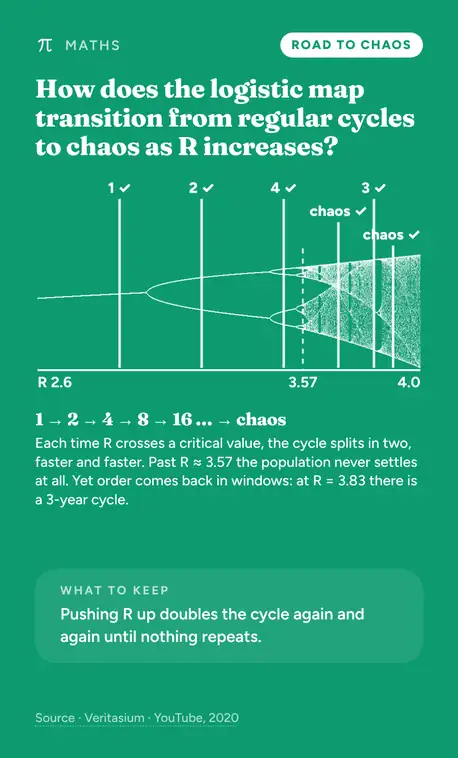 π MATHS
ROAD TO CHAOS
How does the logistic map
transition from regular cycles
to chaos as R increases?
1 ✓ 2 ✓ 4 ✓ 3 ✓
chaos ✓
chaos ✓
R 2.6 3.57 4.0
1 → 2 → 4 → 8 → 16 ... → chaos
Each time R crosses a critical value, the cycle splits in two,
faster and faster. Past R ≈ 3.57 the population never settles
at all. Yet order comes back in windows: at R = 3.83 there is
a 3-year cycle.
WHAT TO KEEP
Pushing R up doubles the cycle again and
again until nothing repeats.
Source · Veritasium · YouTube, 2020